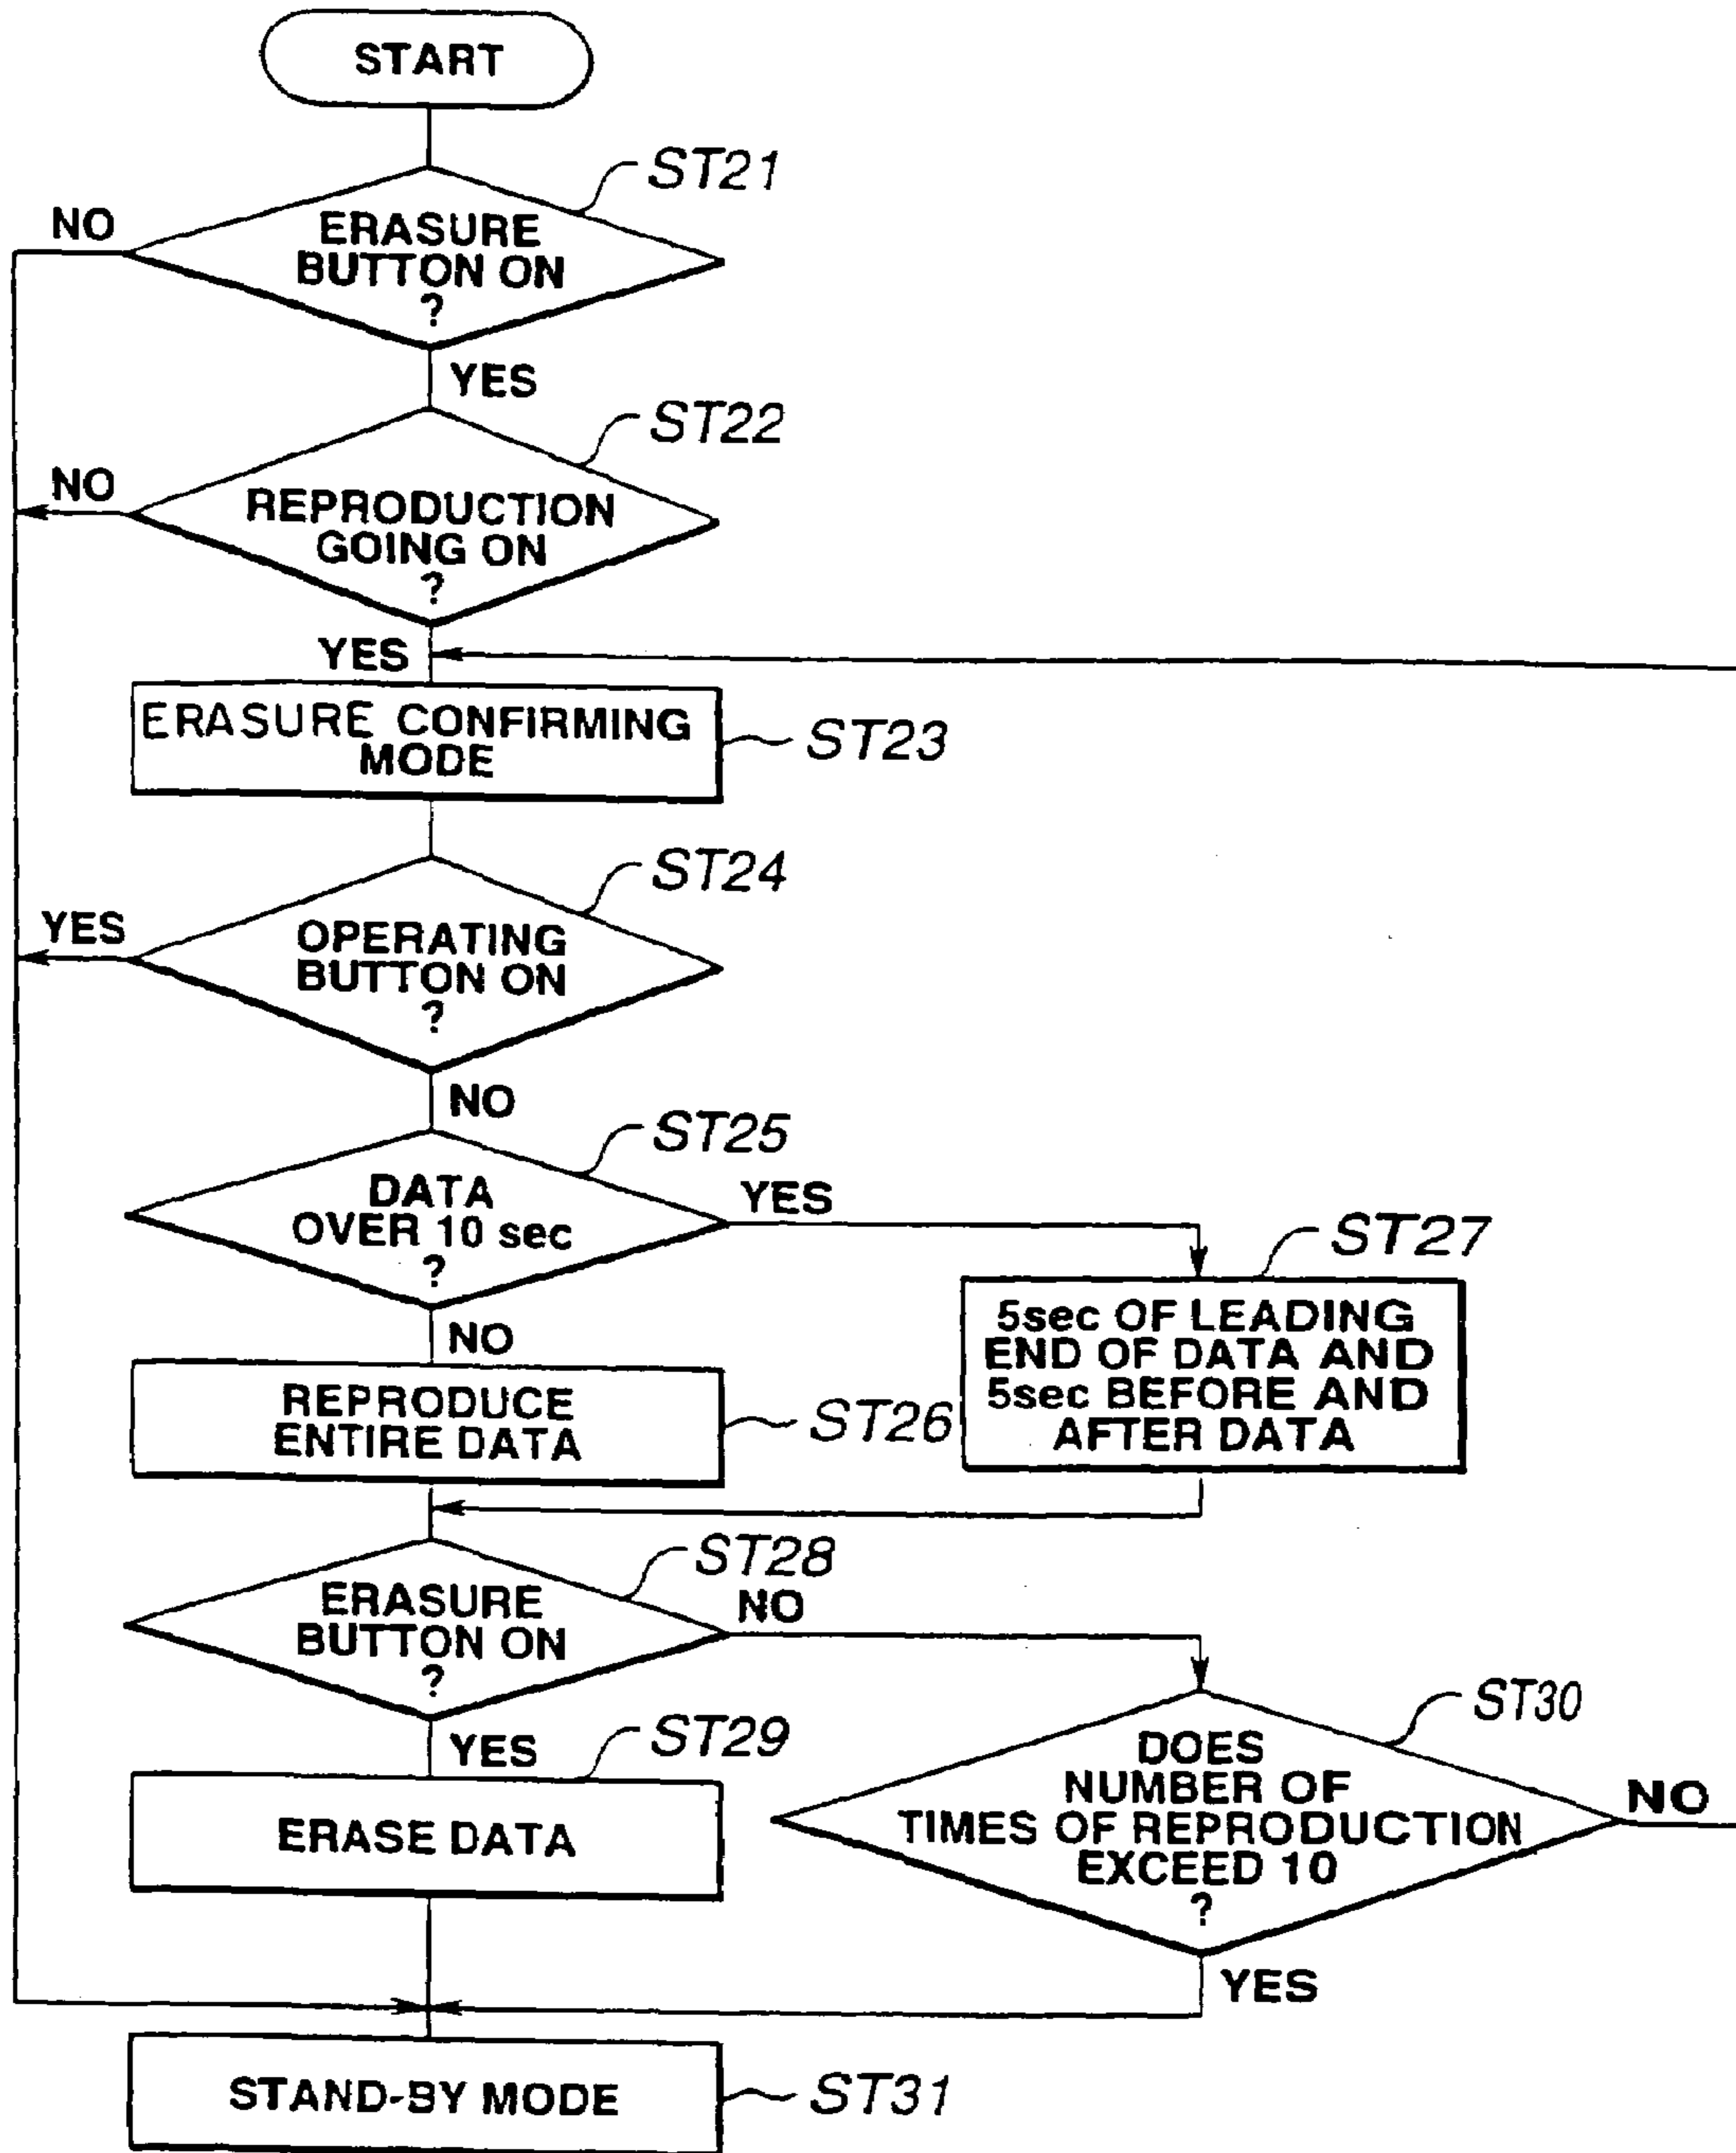 START
ST21
NO
ERASURE
BUTTON ON
?
YES
ST22
NO
REPRODUCTION
GOING ON
?
YES
ERASURE CONFIRMING
MODE
ST23
ST24
YES
OPERATING
BUTTON ON
?
NO
ST25
DATA
OVER 10 sec
?
YES
NO
ST27
5sec OF LEADING
END OF DATA AND
5sec BEFORE AND
AFTER DATA
REPRODUCE
ENTIRE DATA
ST26
ST28
ERASURE
BUTTON ON
?
NO
YES
ST29
ERASE DATA
ST30
DOES
NUMBER OF
TIMES OF REPRODUCTION
EXCEED 10
?
NO
YES
STAND-BY MODE
ST31